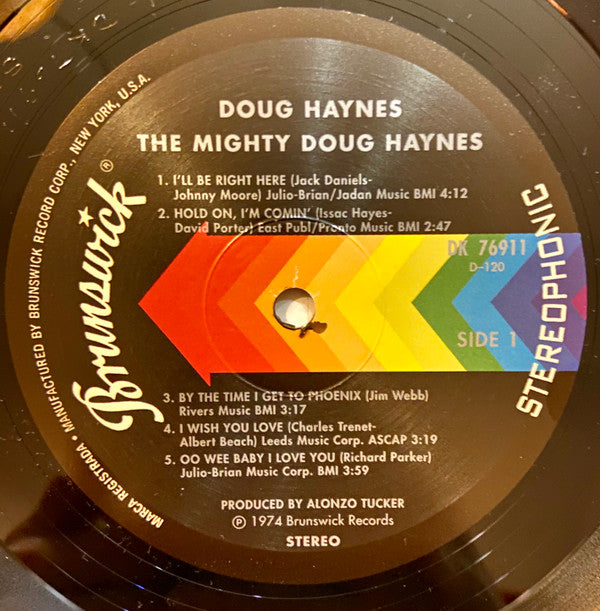 DOUG HAYNES
THE MIGHTY DOUG HAYNES
1. I'LL BE RIGHT HERE (Jack Daniels-
Johnny Moore) Julio-Brian/Jadan Music BMI 4:12
2. HOLD ON, I'M COMIN' (Issac Hayes-
David Porter) East Publ/Pronto Music BMI 2:47
DK 76911
D-120
SIDE 1
3. BY THE TIME I GET TO PHOENIX (Jim Webb)
Rivers Music BMI 3:17
4. I WISH YOU LOVE (Charles Trenet-
Albert Beach) Leeds Music Corp. ASCAP 3:19
5. OO WEE BABY I LOVE YOU (Richard Parker)
Julio-Brian Music Corp. BMI 3:59
PRODUCED BY ALONZO TUCKER
℗ 1974 Brunswick Records
STEREO
Brunswick®
STEREOPHONIC
MARCA REGISTRADA • MANUFACTURED BY BRUNSWICK RECORD CORP., NEW YORK, U.S.A.